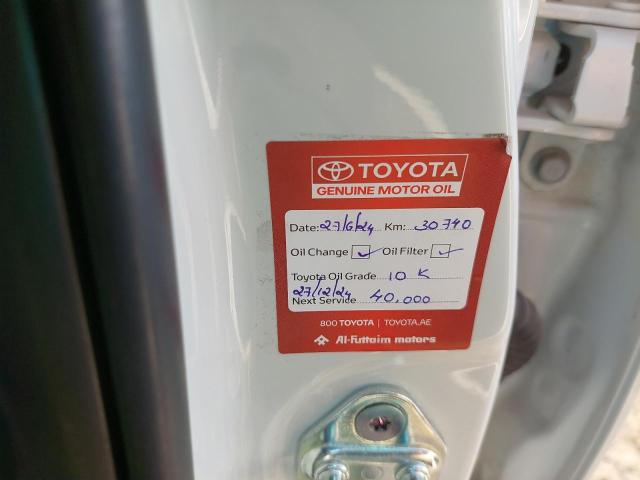 TOYOTA
GENUINE MOTOR OIL
Date: 27/6/24 Km: 30740
Oil Change ✓ Oil Filter ✓
Toyota Oil Grade 10 K
27/12/24
Next Service 40,000
800 TOYOTA | TOYOTA.AE
Al-Futtaim motors